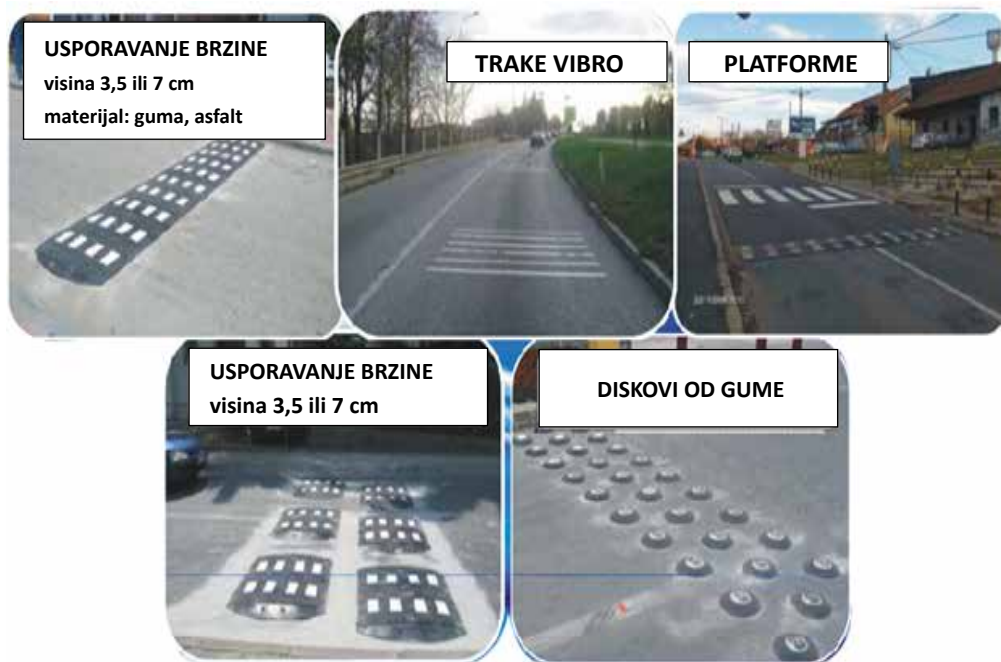 USPORAVANJE BRZINE
visina 3,5 ili 7 cm
materijal: guma, asfalt
TRAKE VIBRO
PLATFORME
USPORAVANJE BRZINE
visina 3,5 ili 7 cm
DISKOVI OD GUME